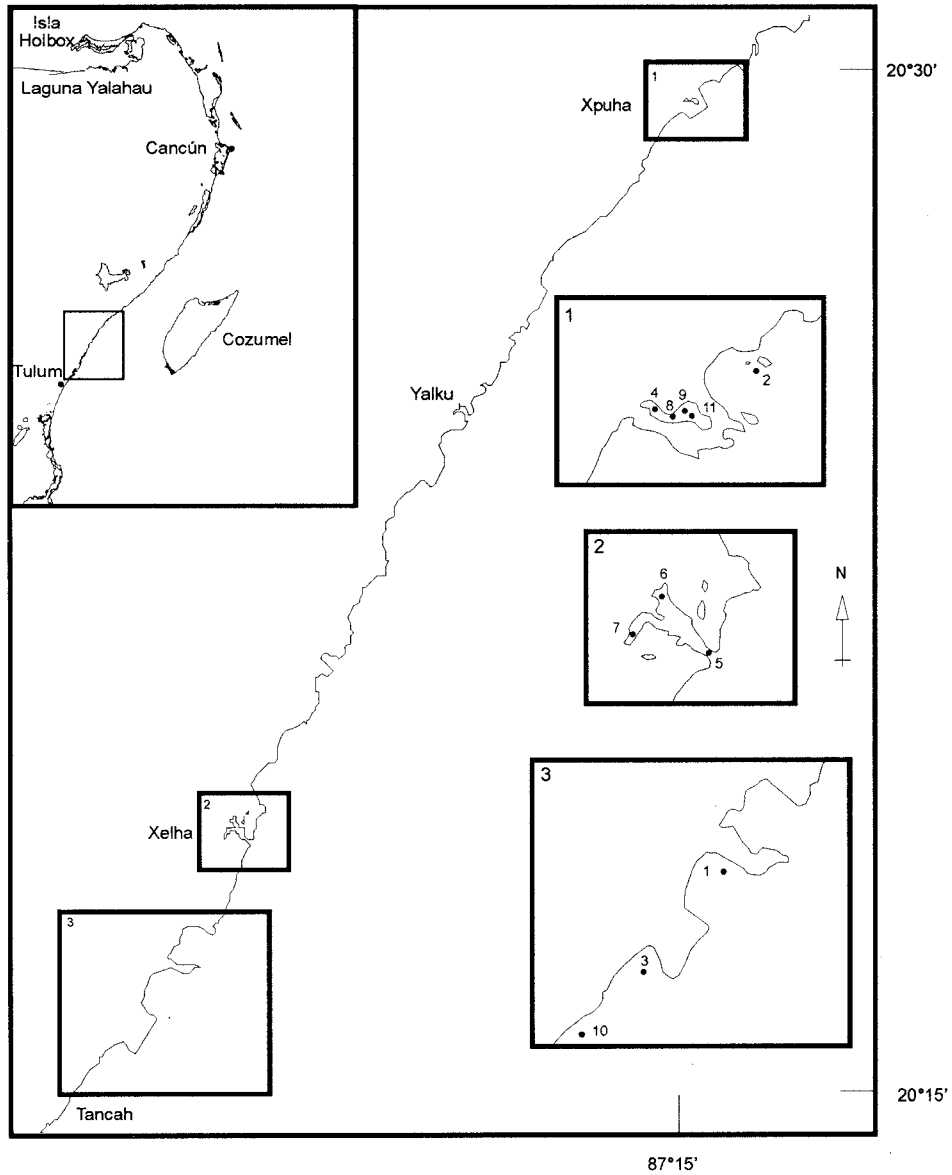 Isla
Holbox
Laguna Yalahau
Cancún
Cozumel
Tulum
20°30'
1
Xpuha
Yalku
1
2
4
8
9
11
2
6
7
5
N
2
Xelha
3
1
3
10
3
Tancah
20°15'
87°15'